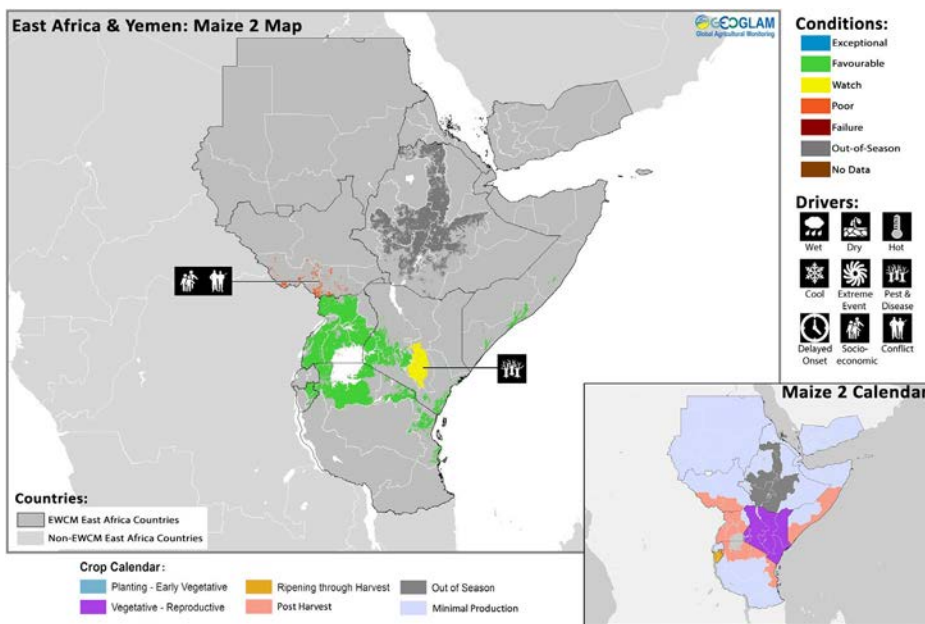 East Africa & Yemen: Maize 2 Map
GEOGLAM
Global Agricultural Monitoring
Conditions:
Exceptional
Favourable
Watch
Poor
Failure
Out-of-Season
No Data
Drivers:
Wet
Dry
Hot
Cool
Extreme
Event
Pest &
Disease
Delayed
Onset
Socio-
economic
Conflict
Maize 2 Calendar
Countries:
EWCM East Africa Countries
Non-EWCM East Africa Countries
Crop Calendar:
Planting - Early Vegetative
Ripening through Harvest
Out of Season
Vegetative - Reproductive
Post Harvest
Minimal Production